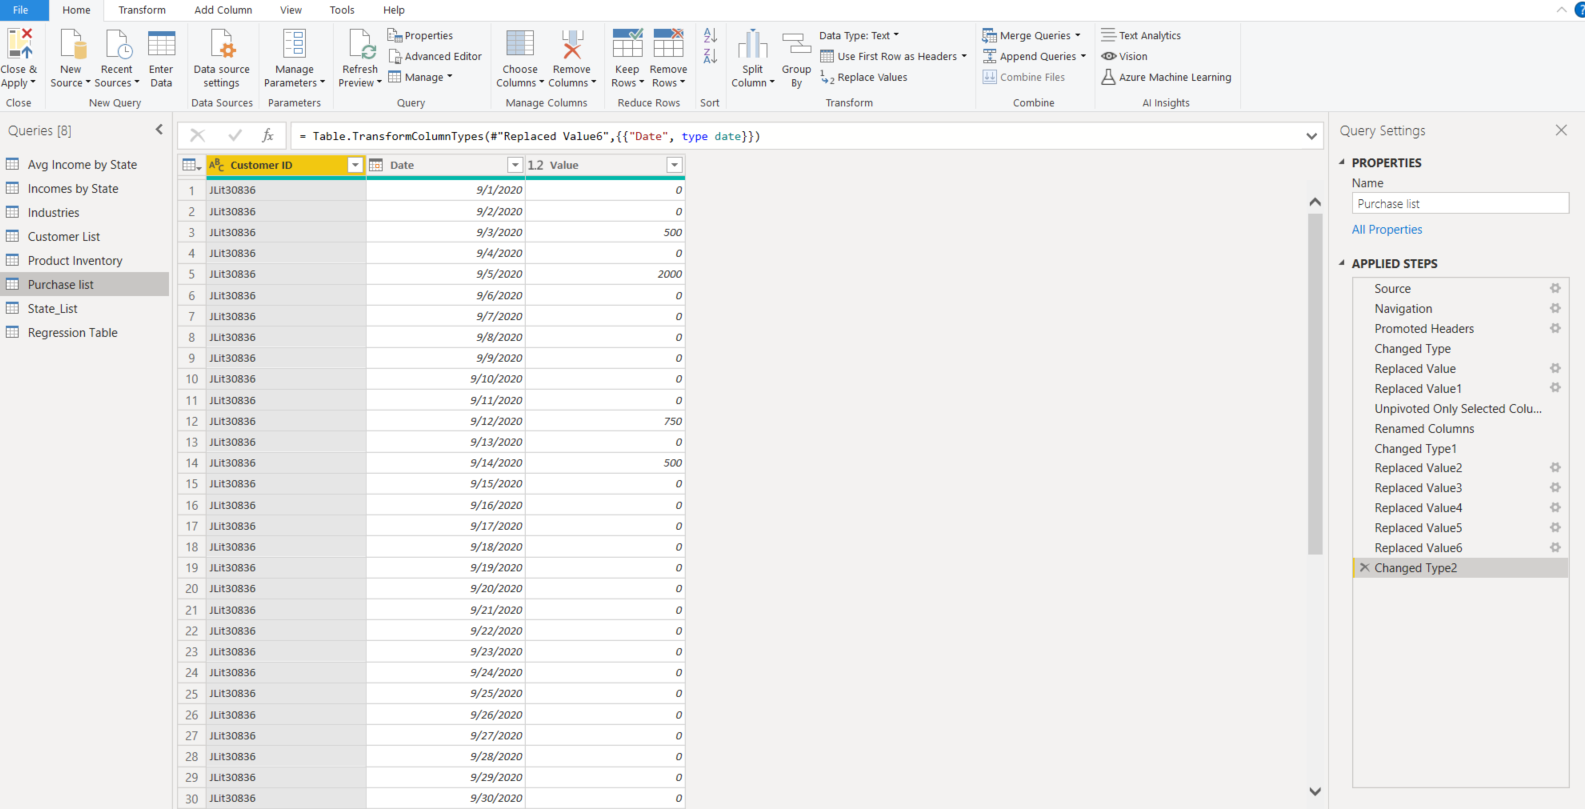 File Home Transform Add Column View Tools Help ?
Close & Apply
Close
New Source
Recent Sources
Enter Data
New Query
Data source settings
Data Sources
Manage Parameters
Parameters
Refresh Preview
Properties
Advanced Editor
Manage
Query
Choose Columns
Remove Columns
Manage Columns
Keep Rows
Remove Rows
Reduce Rows
A Z
Z A
Sort
Split Column
Group By
Data Type: Text
Use First Row as Headers
1 2 Replace Values
Transform
Merge Queries
Append Queries
Combine Files
Combine
Text Analytics
Vision
Azure Machine Learning
AI Insights
Queries [8]
Avg Income by State
Incomes by State
Industries
Customer List
Product Inventory
Purchase list
State_List
Regression Table
fx = Table.TransformColumnTypes(#"Replaced Value6",{{"Date", type date}})
ABC Customer ID Date 1.2 Value
1 JLit30836 9/1/2020 0
2 JLit30836 9/2/2020 0
3 JLit30836 9/3/2020 500
4 JLit30836 9/4/2020 0
5 JLit30836 9/5/2020 2000
6 JLit30836 9/6/2020 0
7 JLit30836 9/7/2020 0
8 JLit30836 9/8/2020 0
9 JLit30836 9/9/2020 0
10 JLit30836 9/10/2020 0
11 JLit30836 9/11/2020 0
12 JLit30836 9/12/2020 750
13 JLit30836 9/13/2020 0
14 JLit30836 9/14/2020 500
15 JLit30836 9/15/2020 0
16 JLit30836 9/16/2020 0
17 JLit30836 9/17/2020 0
18 JLit30836 9/18/2020 0
19 JLit30836 9/19/2020 0
20 JLit30836 9/20/2020 0
21 JLit30836 9/21/2020 0
22 JLit30836 9/22/2020 0
23 JLit30836 9/23/2020 0
24 JLit30836 9/24/2020 0
25 JLit30836 9/25/2020 0
26 JLit30836 9/26/2020 0
27 JLit30836 9/27/2020 0
28 JLit30836 9/28/2020 0
29 JLit30836 9/29/2020 0
30 JLit30836 9/30/2020 0
Query Settings
PROPERTIES
Name
Purchase list
All Properties
APPLIED STEPS
Source
Navigation
Promoted Headers
Changed Type
Replaced Value
Replaced Value1
Unpivoted Only Selected Colu...
Renamed Columns
Changed Type1
Replaced Value2
Replaced Value3
Replaced Value4
Replaced Value5
Replaced Value6
Changed Type2